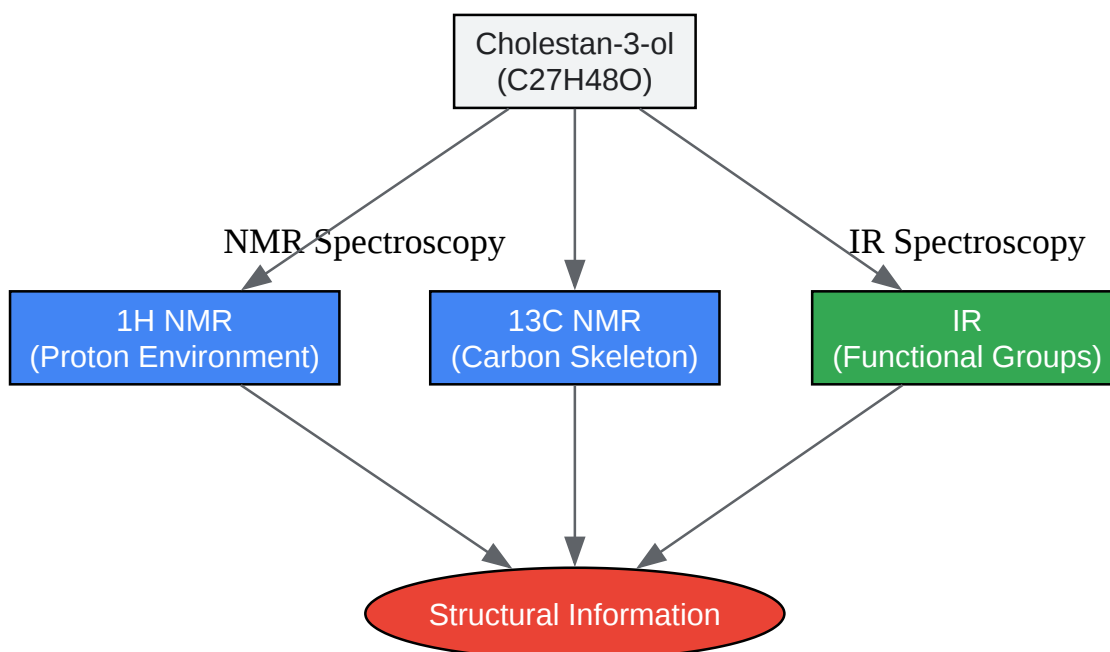 Cholestan-3-ol
(C27H48O)
NMR Spectroscopy
IR Spectroscopy
1H NMR
(Proton Environment)
13C NMR
(Carbon Skeleton)
IR
(Functional Groups)
Structural Information